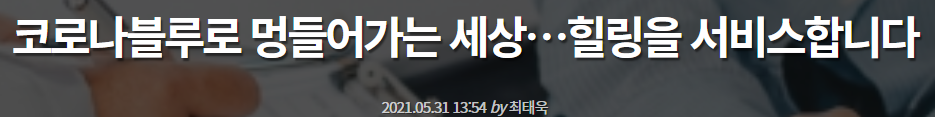 코로나블루로 멍들어가는 세상…힐링을 서비스합니다
2021.05.31 13:54 by 최태욱